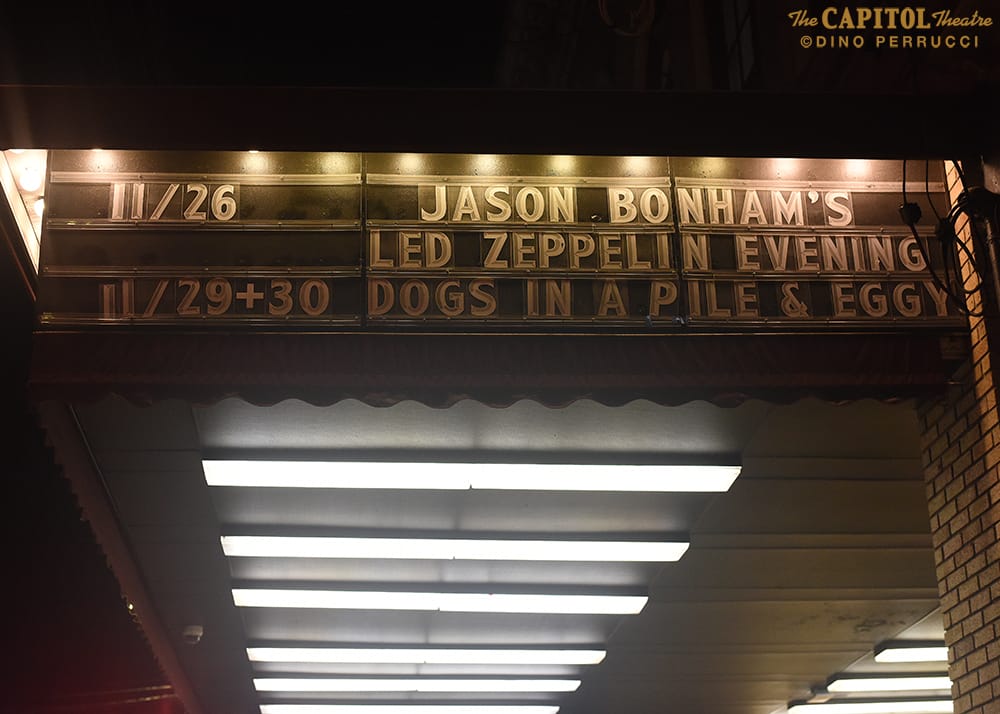 The CAPITOL Theatre
©DINO PERRUCCI
11/26 JASON BONHAM'S
LED ZEPPELIN EVENING
11/29+30 DOGS IN A PILE & EGGY